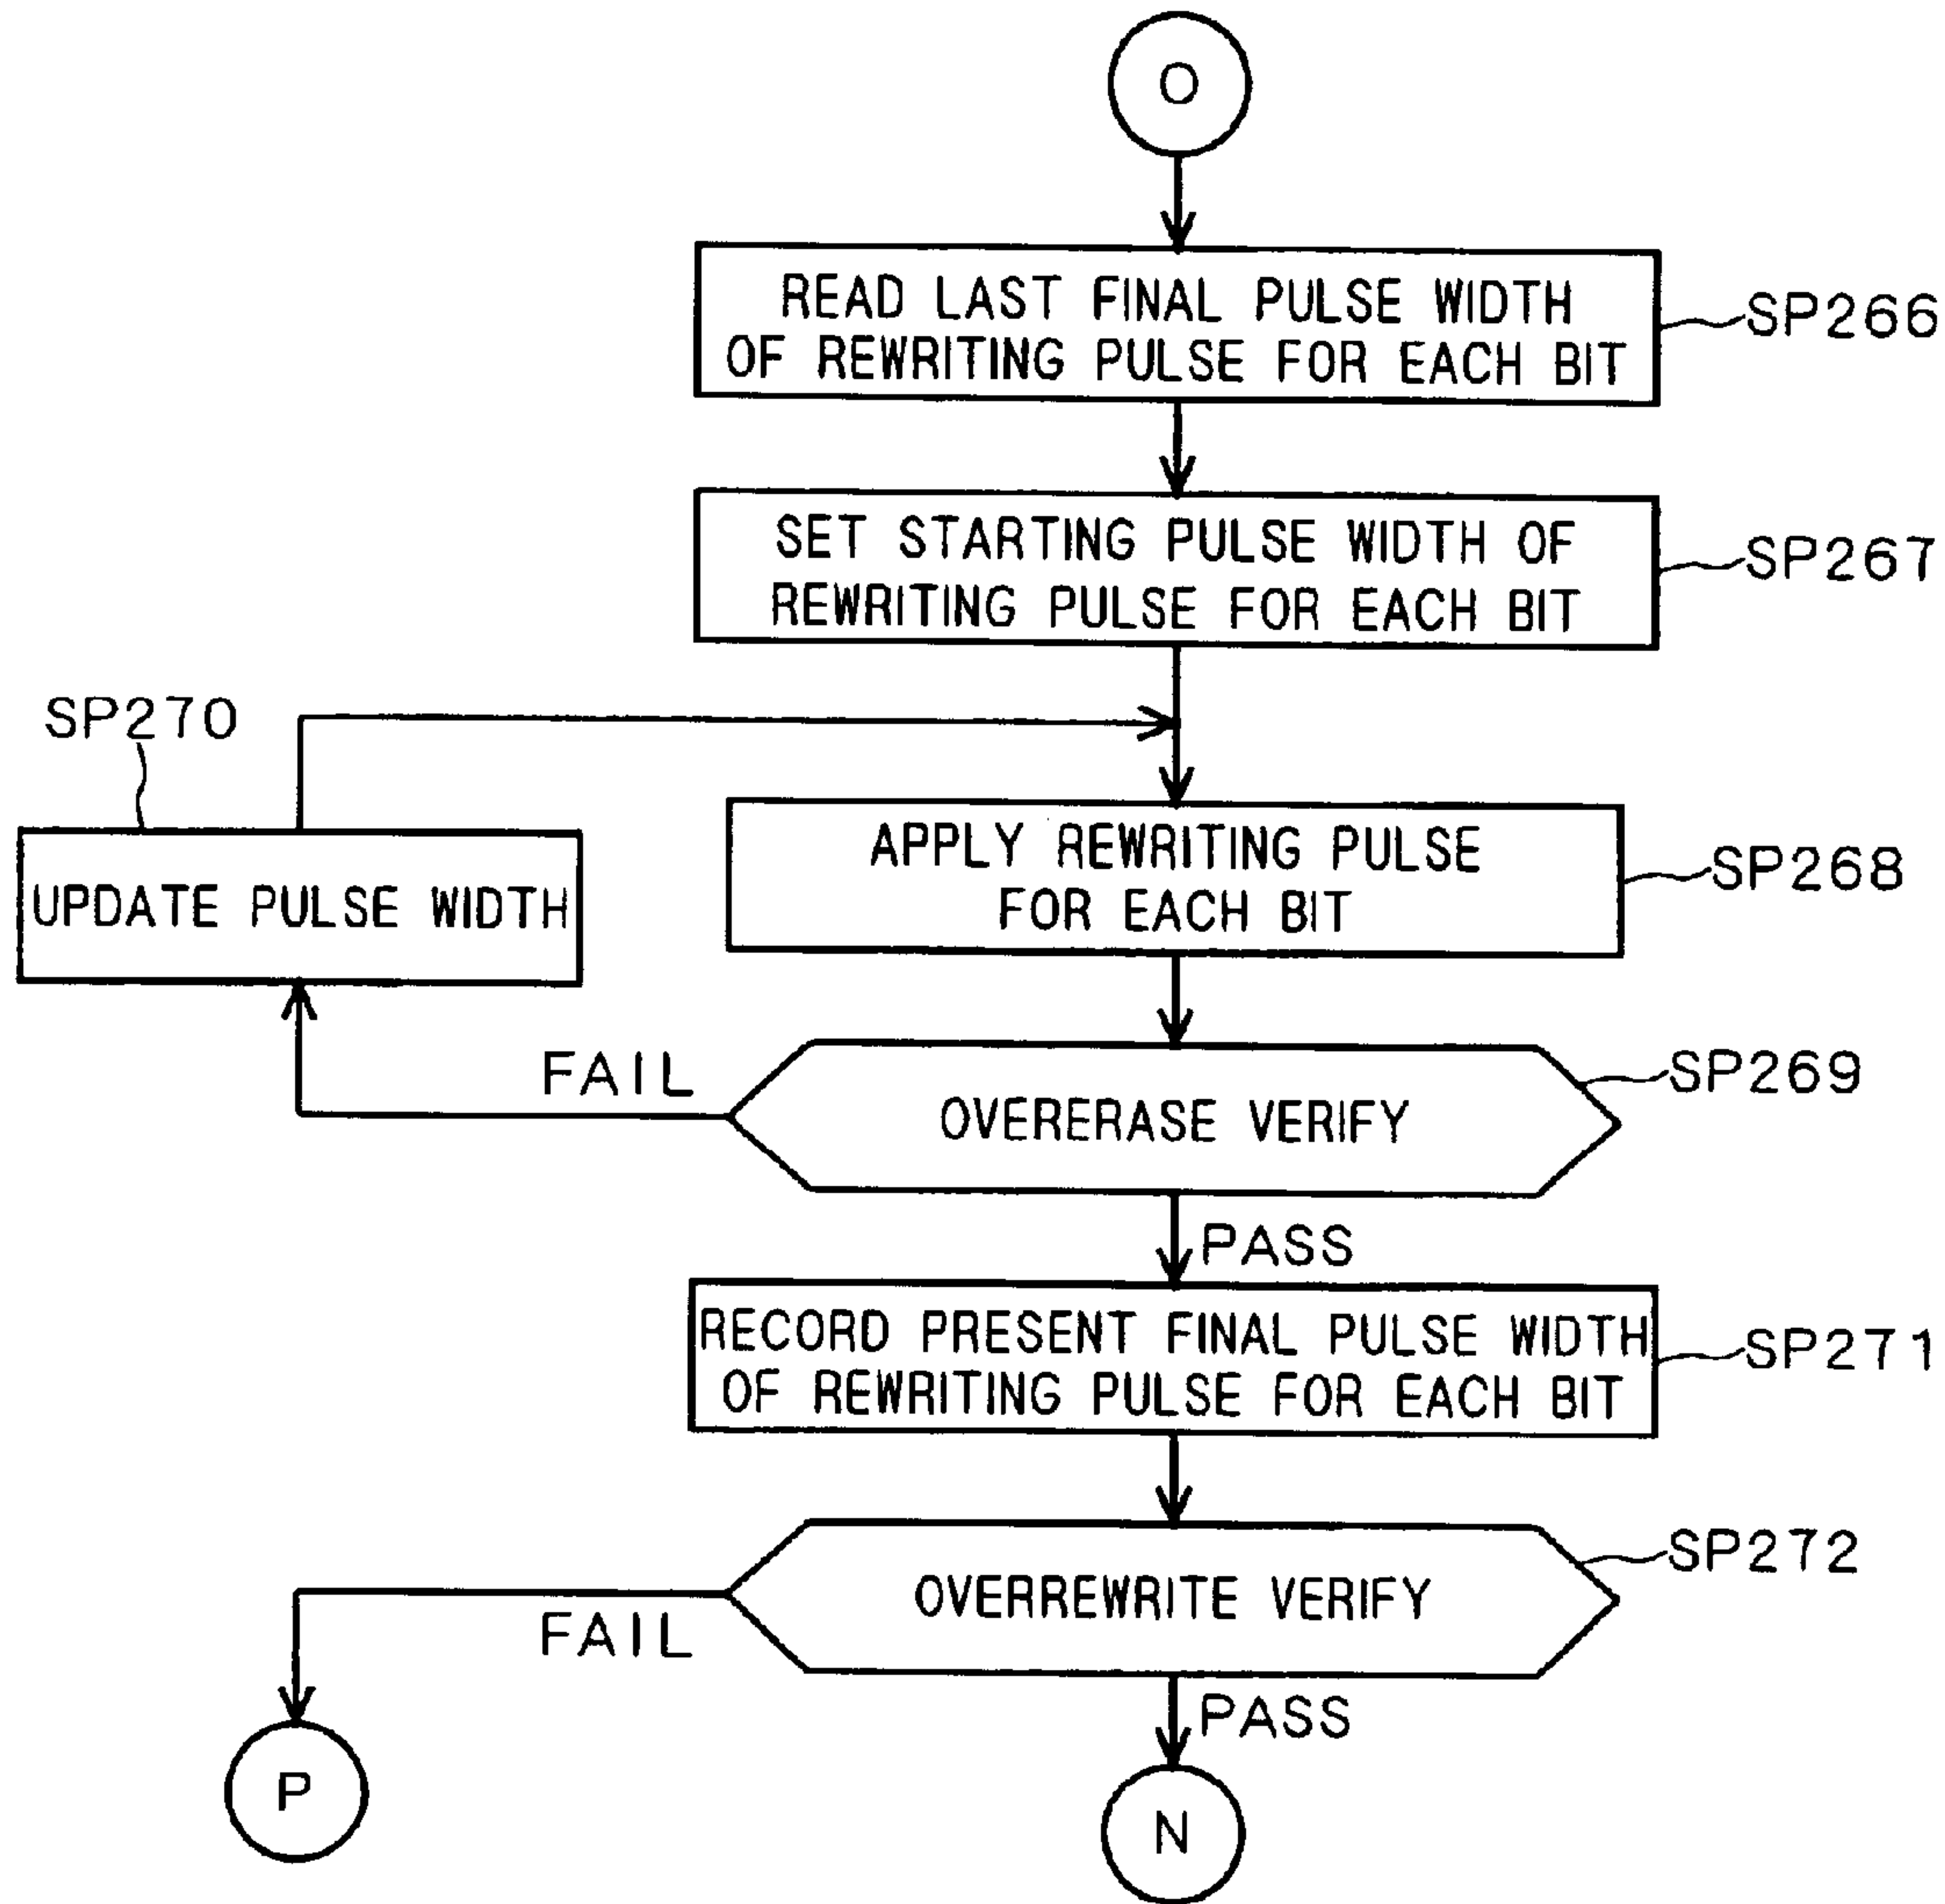 O
READ LAST FINAL PULSE WIDTH
OF REWRITING PULSE FOR EACH BIT
SP266
SET STARTING PULSE WIDTH OF
REWRITING PULSE FOR EACH BIT
SP267
SP270
UPDATE PULSE WIDTH
APPLY REWRITING PULSE
FOR EACH BIT
SP268
FAIL
OVERERASE VERIFY
SP269
PASS
RECORD PRESENT FINAL PULSE WIDTH
OF REWRITING PULSE FOR EACH BIT
SP271
OVERREWRITE VERIFY
SP272
FAIL
PASS
P
N